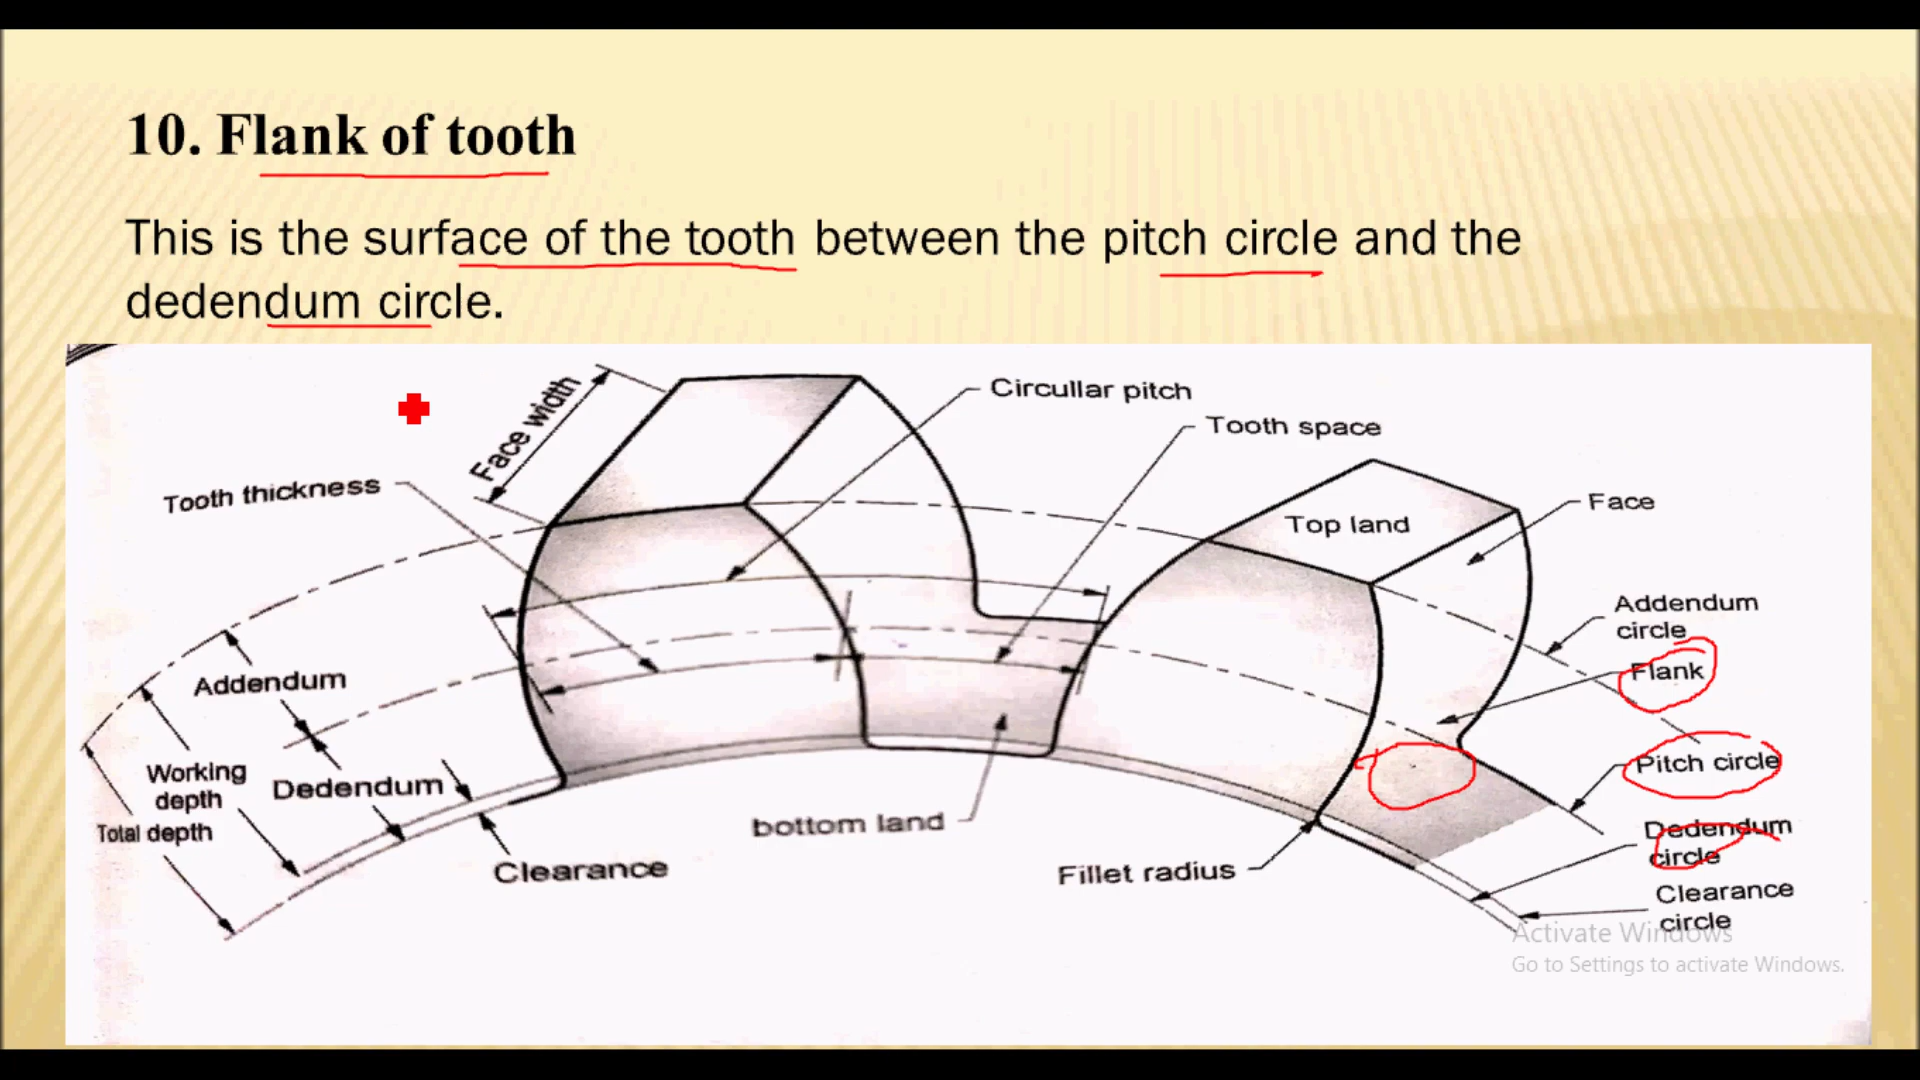 10. Flank of tooth
This is the surface of the tooth between the pitch circle and the
dedendum circle.
Face width
Circullar pitch
Tooth space
Tooth thickness
Face
Top land
Addendum
circle
Flank
Addendum
Pitch circle
Working
depth
Dedendum
Total depth
bottom land
Dedendum
circle
Clearance
Fillet radius
Clearance
circle
Activate Windows
Go to Settings to activate Windows.